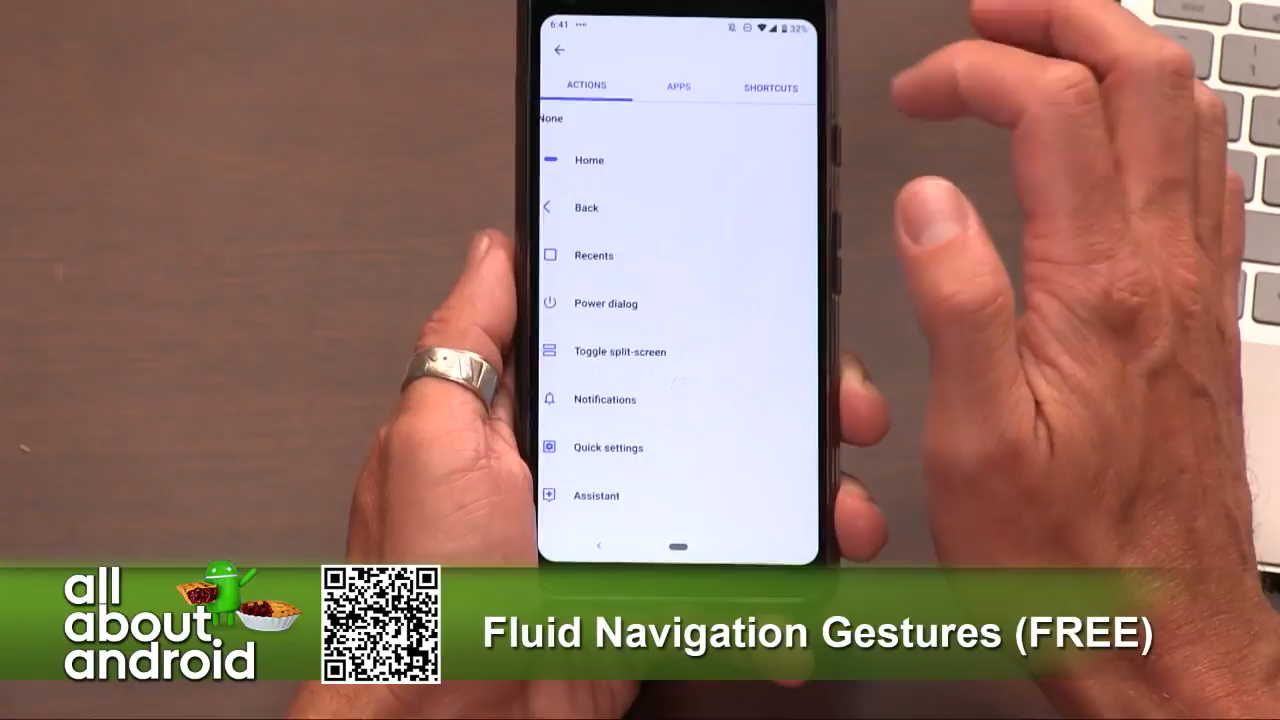 6:41
32%
ACTIONS
APPS
SHORTCUTS
None
Home
Back
Recents
Power dialog
Toggle split-screen
Notifications
Quick settings
Assistant
all
about
android
Fluid Navigation Gestures (FREE)